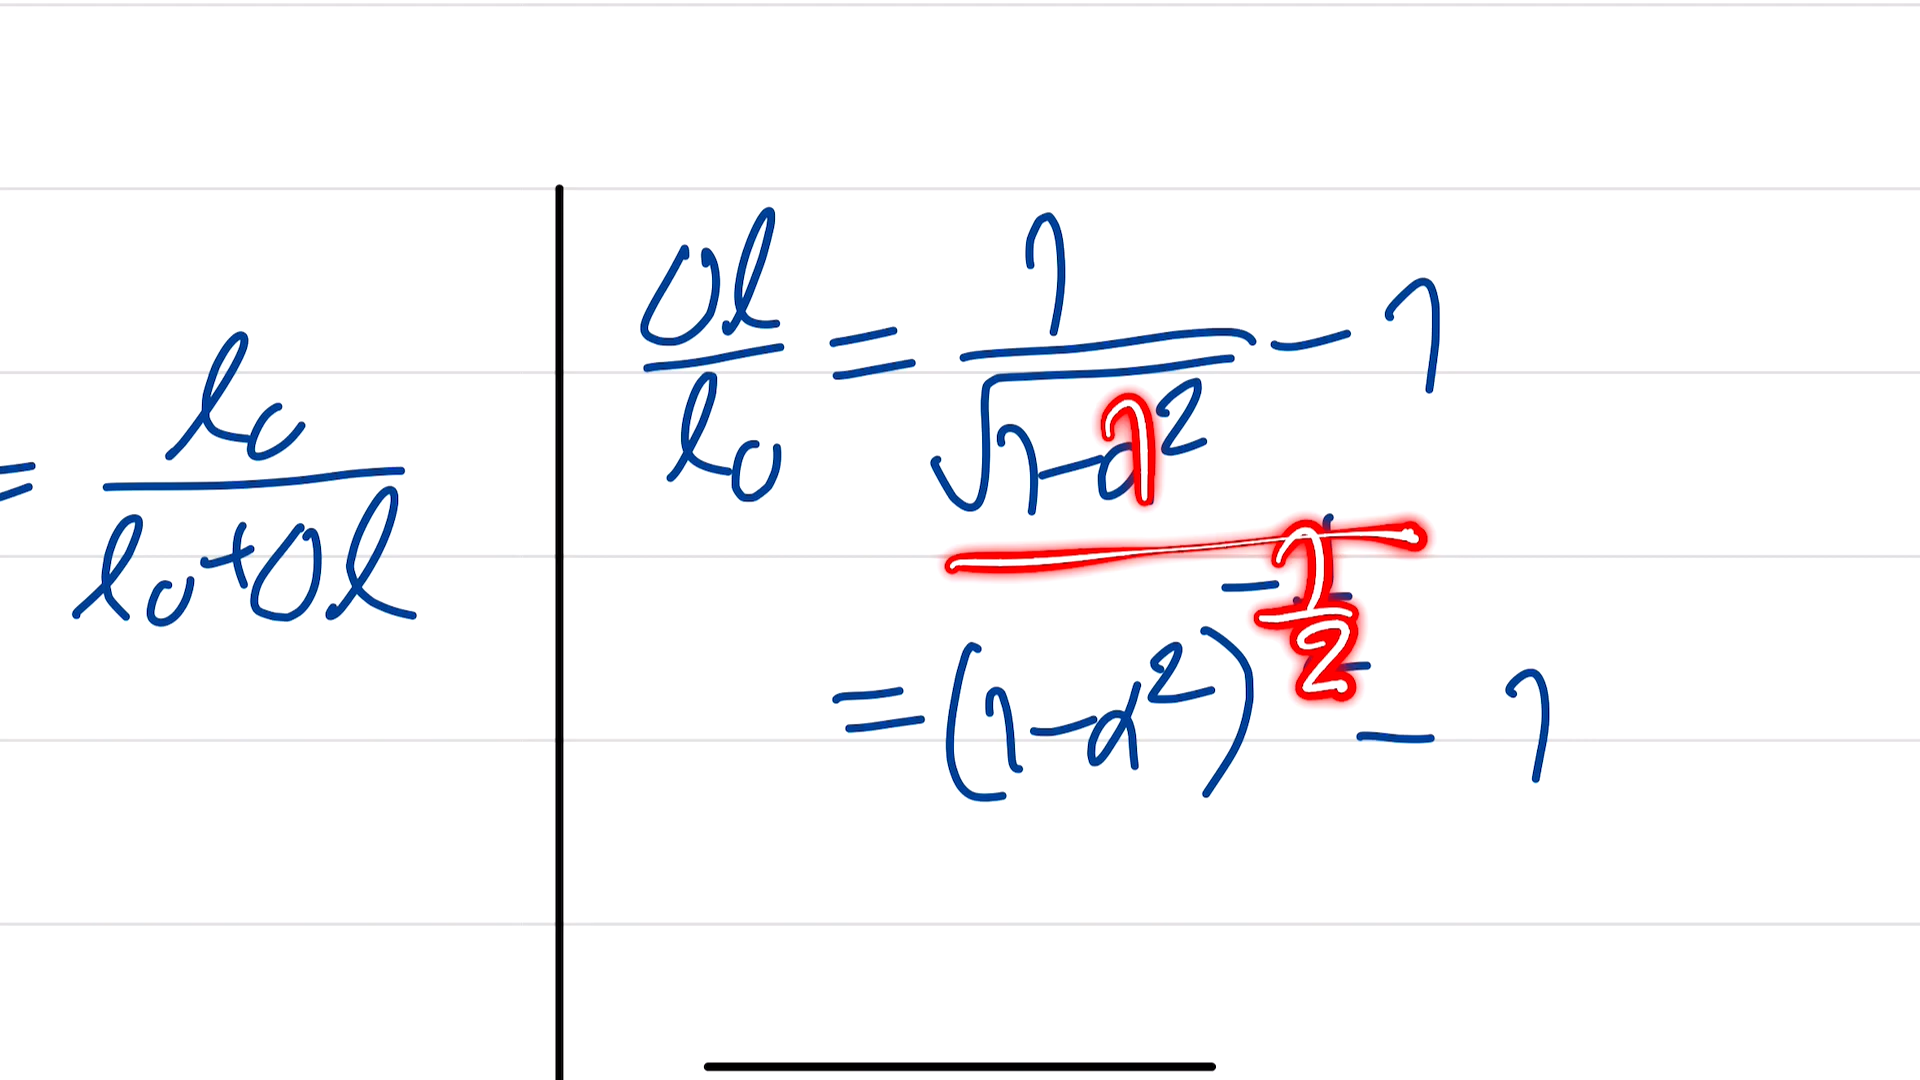 = l₀/(l₀+Δl)
Δl/l₀ = 1/√(1-α²) - 1
= (1-α²)^(-1/2) - 1